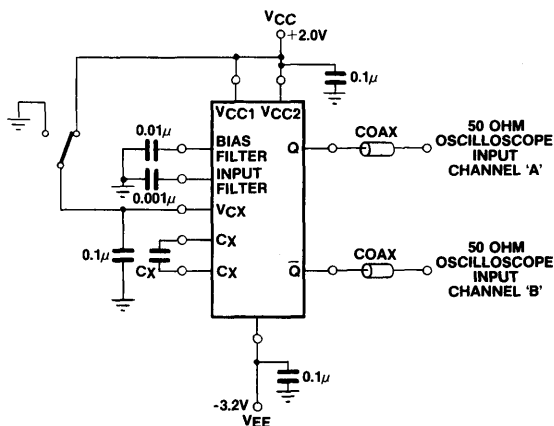 VCC
+2.0V
0.1μ
VCC1 VCC2
0.01μ
BIAS
FILTER
INPUT
FILTER
0.001μ
VCX
0.1μ
CX
CX
CX
Q
COAX
50 OHM
OSCILLOSCOPE
INPUT
CHANNEL 'A'
Q̅
COAX
50 OHM
OSCILLOSCOPE
INPUT
CHANNEL 'B'
0.1μ
-3.2V
VEE